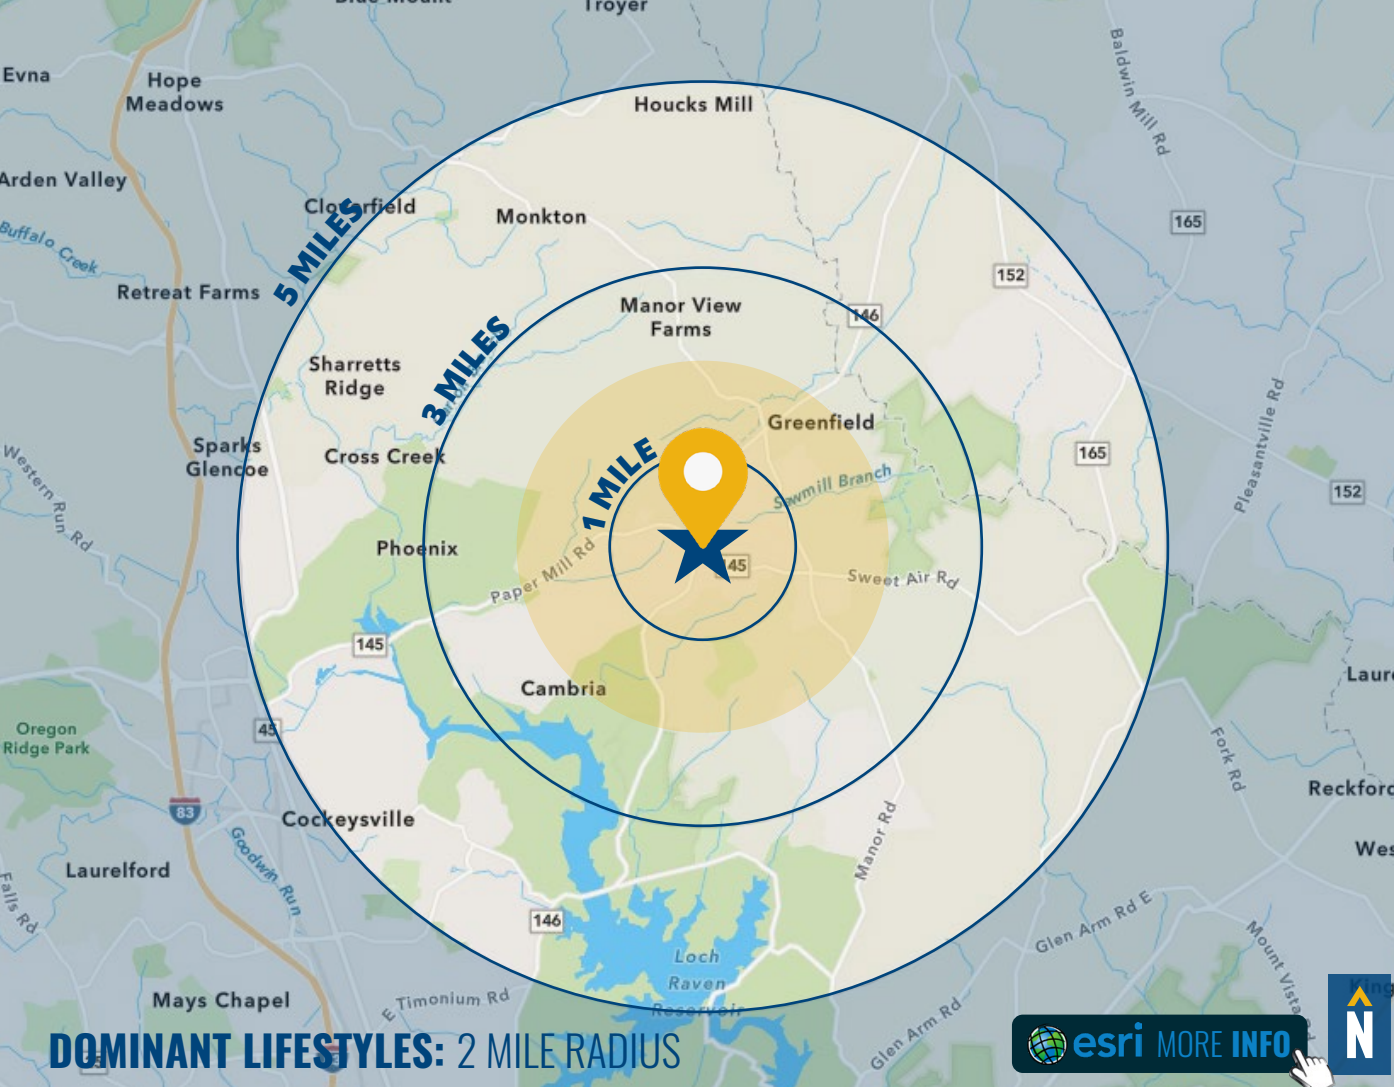 Troyer
Evna
Hope
Meadows
Houcks Mill
Baldwin Mill Rd
Arden Valley
Cloverfield
Monkton
165
Buffalo Creek
5 MILES
152
Retreat Farms
Manor View
Farms
146
3 MILES
Sharretts
Ridge
Pleasantville Rd
Greenfield
Sparks
Glencoe
Cross Creek
1 MILE
165
Western Run Rd
Sawmill Branch
152
Phoenix
Paper Mill Rd
145
Sweet Air Rd
145
Cambria
Oregon
Ridge Park
45
Fork Rd
83
Cockeysville
Manor Rd
Laurelford
Goodwin Run
Falls Rd
146
Glen Arm Rd E
Loch
Raven
Reservoir
Mays Chapel
E Timonium Rd
Glen Arm Rd
DOMINANT LIFESTYLES: 2 MILE RADIUS
esri MORE INFO
N